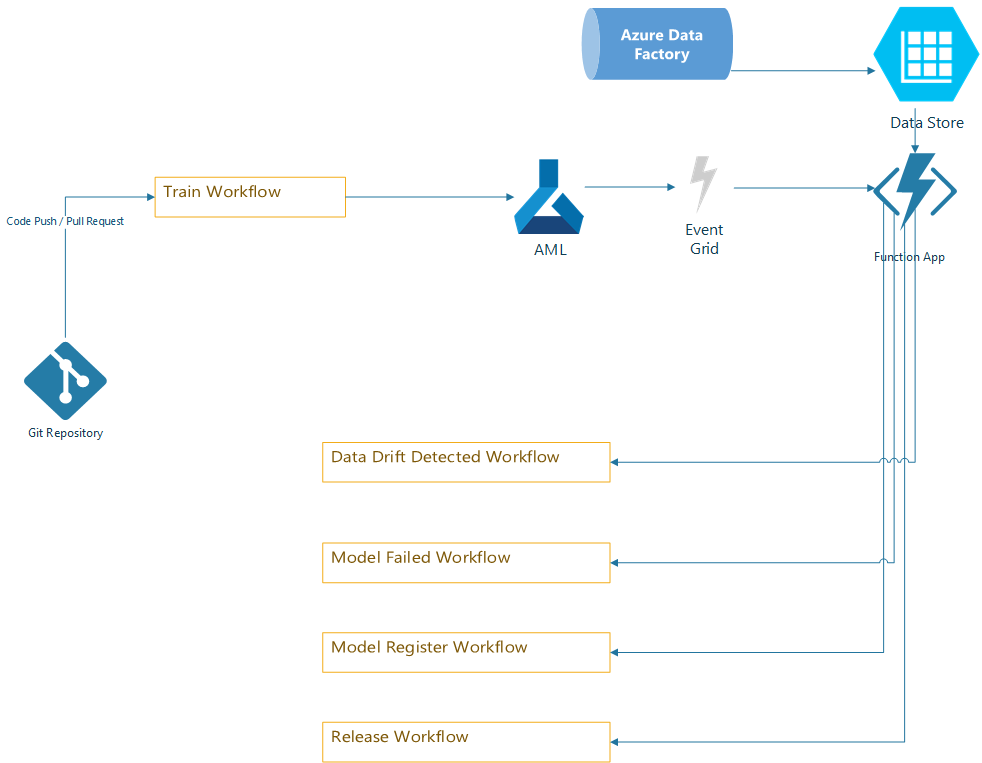 Azure Data
Factory
Data Store
Train Workflow
Code Push / Pull Request
AML
Event
Grid
Function App
Git Repository
Data Drift Detected Workflow
Model Failed Workflow
Model Register Workflow
Release Workflow